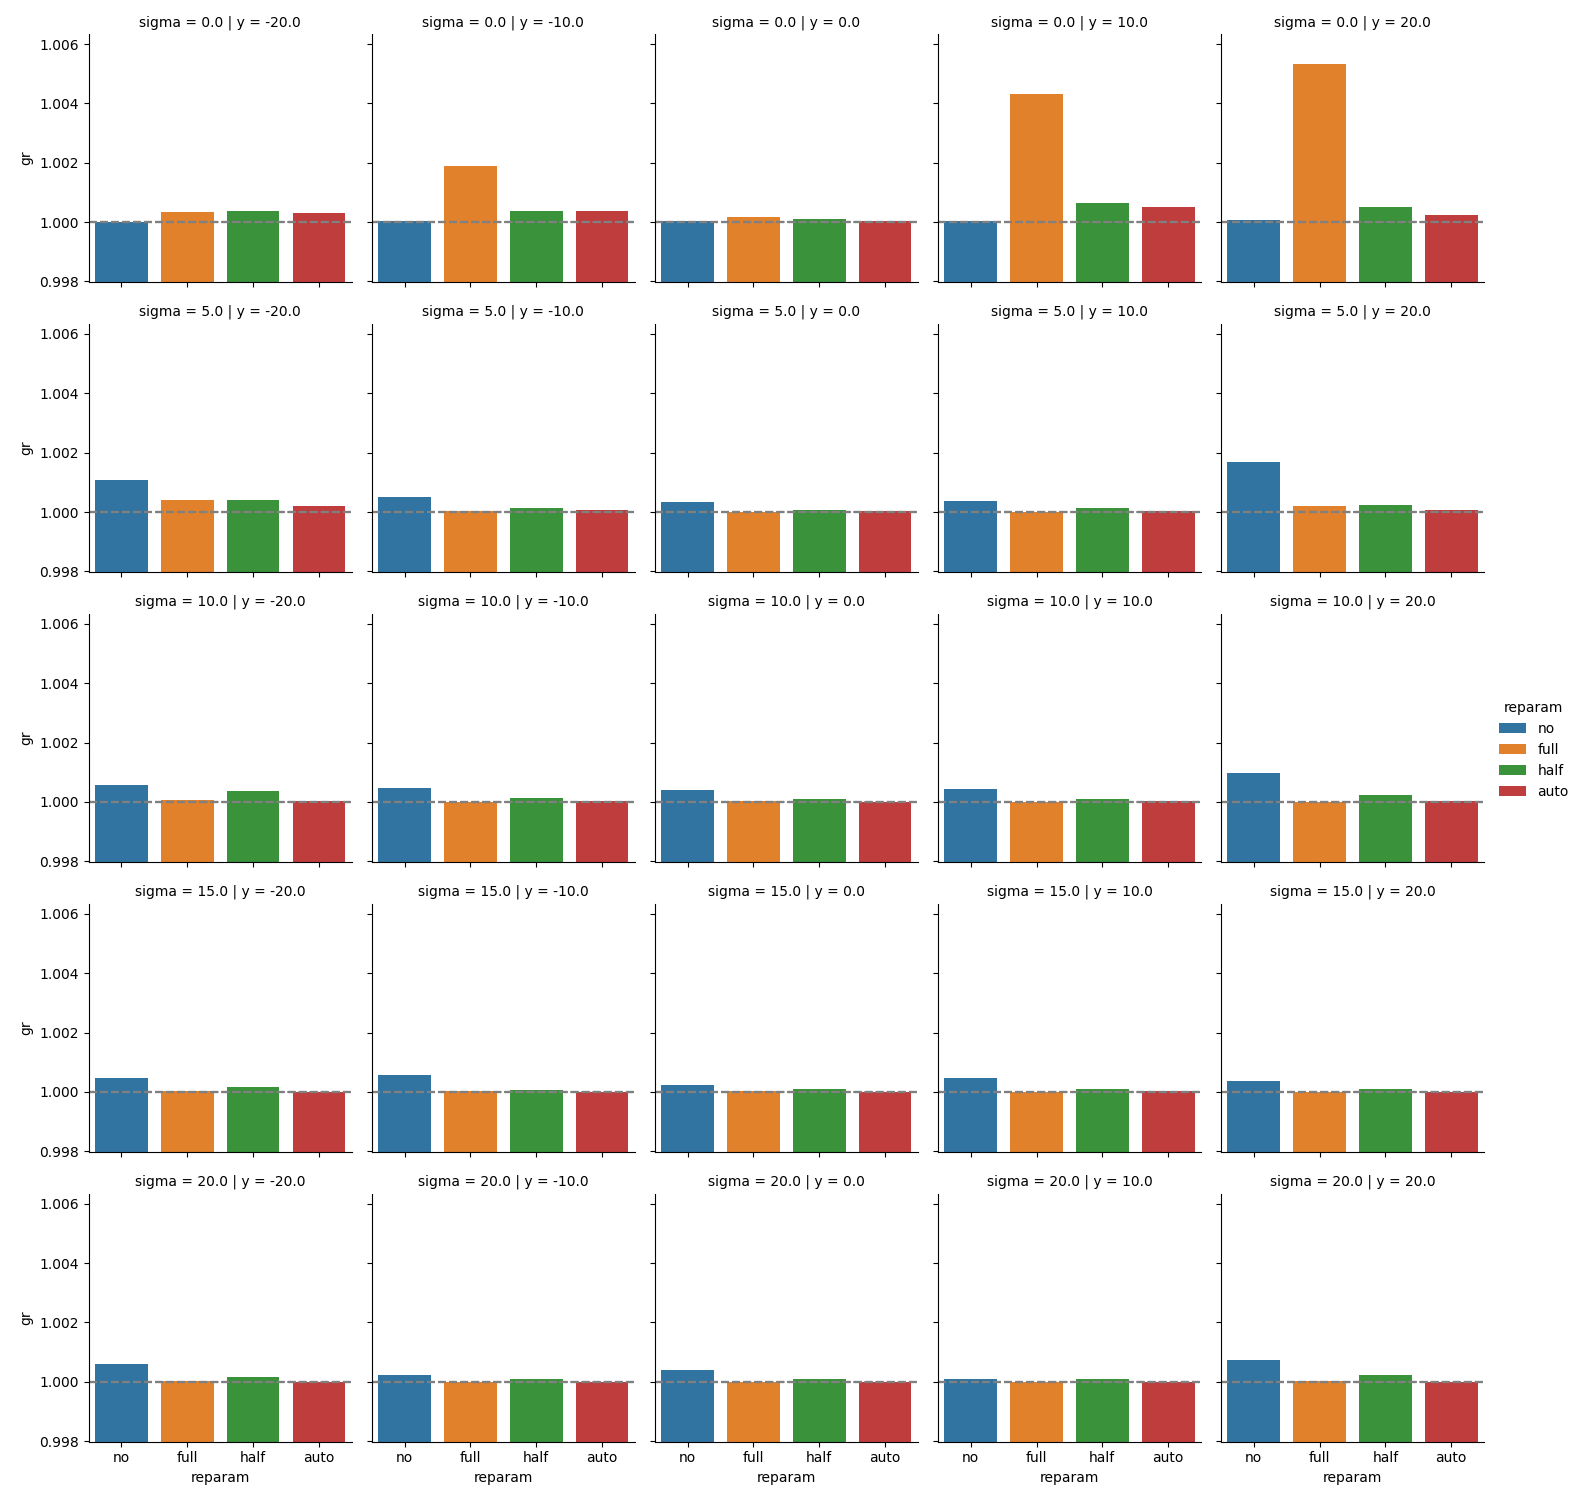 sigma = 0.0 | y = -20.0
sigma = 0.0 | y = -10.0
sigma = 0.0 | y = 0.0
sigma = 0.0 | y = 10.0
sigma = 0.0 | y = 20.0
1.006
1.004
1.002
1.000
0.998
gr
sigma = 5.0 | y = -20.0
sigma = 5.0 | y = -10.0
sigma = 5.0 | y = 0.0
sigma = 5.0 | y = 10.0
sigma = 5.0 | y = 20.0
1.006
1.004
1.002
1.000
0.998
gr
sigma = 10.0 | y = -20.0
sigma = 10.0 | y = -10.0
sigma = 10.0 | y = 0.0
sigma = 10.0 | y = 10.0
sigma = 10.0 | y = 20.0
1.006
1.004
1.002
1.000
0.998
gr
reparam
no
full
half
auto
sigma = 15.0 | y = -20.0
sigma = 15.0 | y = -10.0
sigma = 15.0 | y = 0.0
sigma = 15.0 | y = 10.0
sigma = 15.0 | y = 20.0
1.006
1.004
1.002
1.000
0.998
gr
sigma = 20.0 | y = -20.0
sigma = 20.0 | y = -10.0
sigma = 20.0 | y = 0.0
sigma = 20.0 | y = 10.0
sigma = 20.0 | y = 20.0
1.006
1.004
1.002
1.000
0.998
gr
no full half auto
no full half auto
no full half auto
no full half auto
no full half auto
reparam
reparam
reparam
reparam
reparam